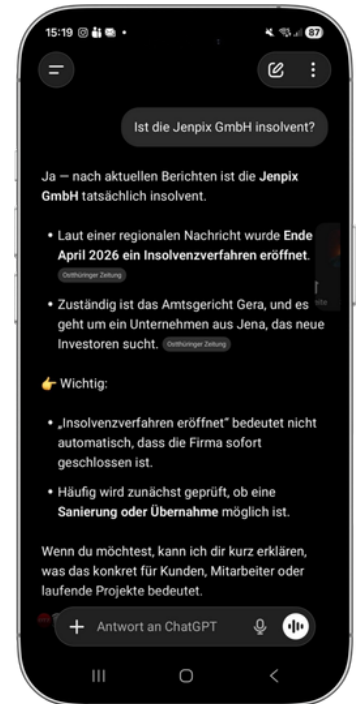 15:19
87
Ist die Jenpix GmbH insolvent?
Ja — nach aktuellen Berichten ist die Jenpix
GmbH tatsächlich insolvent.
• Laut einer regionalen Nachricht wurde Ende
April 2026 ein Insolvenzverfahren eröffnet.
Ostthüringer Zeitung
• Zuständig ist das Amtsgericht Gera, und es
geht um ein Unternehmen aus Jena, das neue
Investoren sucht. Ostthüringer Zeitung
👉 Wichtig:
• „Insolvenzverfahren eröffnet“ bedeutet nicht
automatisch, dass die Firma sofort
geschlossen ist.
• Häufig wird zunächst geprüft, ob eine
Sanierung oder Übernahme möglich ist.
Wenn du möchtest, kann ich dir kurz erklären,
was das konkret für Kunden, Mitarbeiter oder
laufende Projekte bedeutet.
+ Antwort an ChatGPT